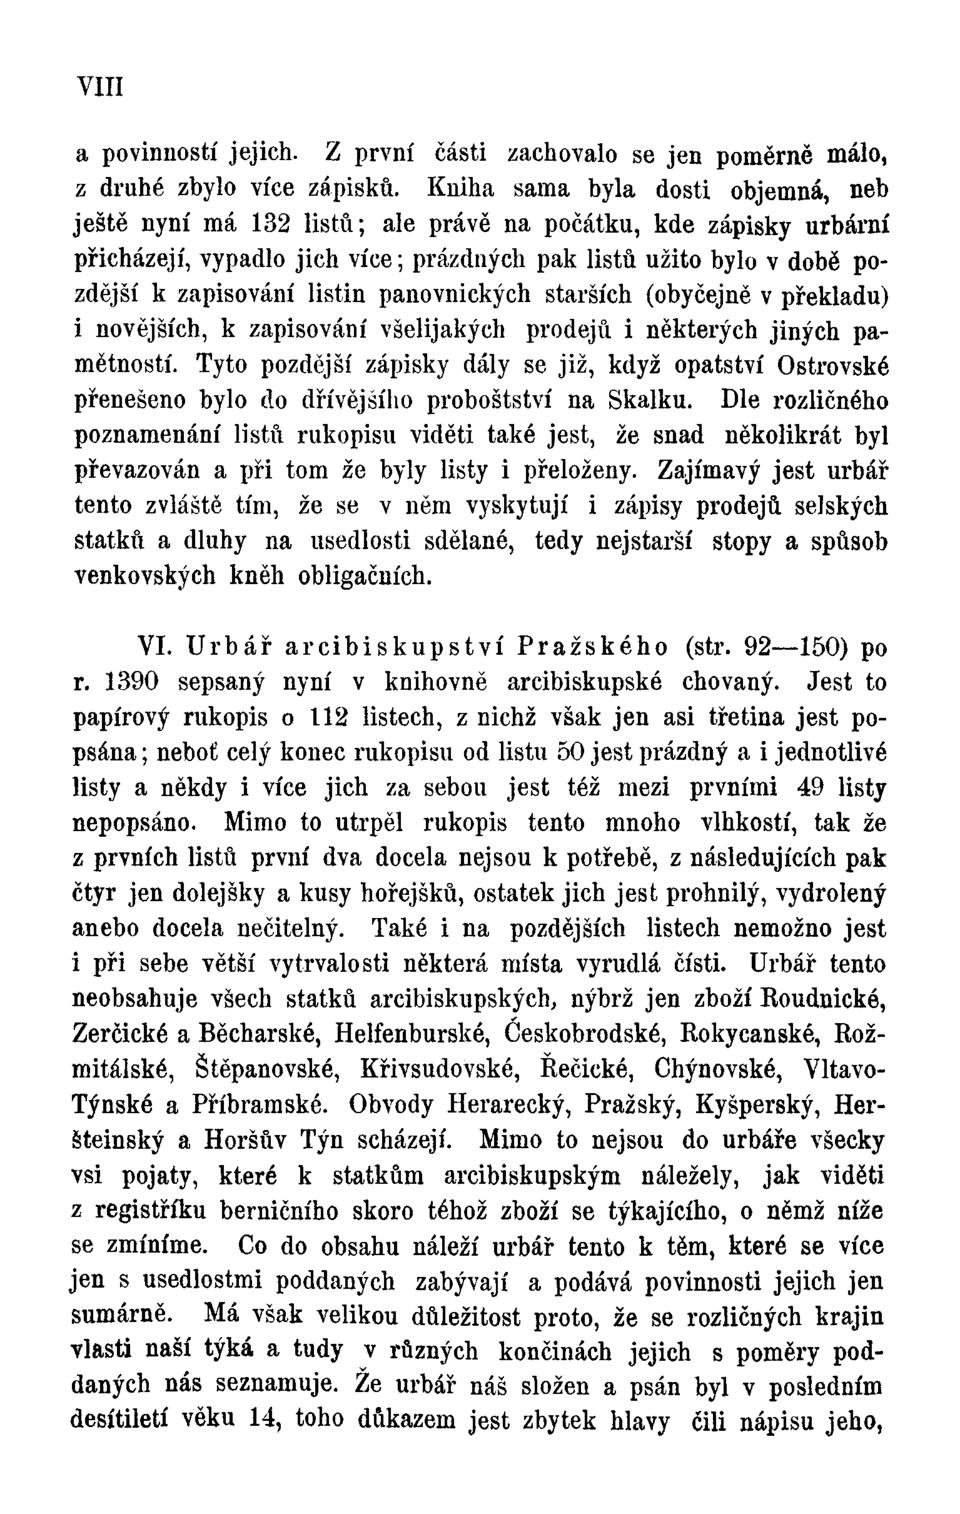 VIII
a povinností jejich. Z první části zachovalo se jen poměrně málo,
z druhé zbylo více zápisků. Kniha sama byla dosti objemná, neb
ještě nyní má 132 listů; ale právě na počátku, kde zápisky urbární
přicházejí, vypadlo jich více; prázdných pak listů užito bylo v době po-
zdější k zapisování listin panovnických starších (obyčejně v překladu)
i novějších, k zapisování všelijakých prodejů i některých jiných pa-
mětností. Tyto pozdější zápisky dály se již, když opatství Ostrovské
přenešeno bylo do dřívějšího proboštství na Skalku. Dle rozličného
poznamenání listů rukopisu viděti také jest, že snad několikrát byl
převazován a při tom že byly listy i přeloženy. Zajímavý jest urbář
tento zvláště tím, že se v něm vyskytují i zápisy prodejů selských
statků a dluhy na usedlosti sdělané, tedy nejstarší stopy a spůsob
venkovských kněh obligačních.
VI. Urbář arcibiskupství Pražského (str. 92—150) po
r. 1390 sepsaný nyní v knihovně arcibiskupské chovaný. Jest to
papírový rukopis o 112 listech, z nichž však jen asi třetina jest po-
psána; neboť celý konec rukopisu od listu 50 jest prázdný a i jednotlivé
listy a někdy i více jich za sebou jest též mezi prvními 49 listy
nepopsáno. Mimo to utrpěl rukopis tento mnoho vlhkostí, tak že
z prvních listů první dva docela nejsou k potřebě, z následujících pak
čtyr jen dolejšky a kusy hořejšků, ostatek jich jest prohnilý, vydrolený
anebo docela nečitelný. Také i na pozdějších listech nemožno jest
i při sebe větší vytrvalosti některá místa vyrudlá čísti. Urbář tento
neobsahuje všech statků arcibiskupských, nýbrž jen zboží Roudnické,
Zerčické a Běcharské, Helfenburské, Českobrodské, Rokycanské, Rož-
mitálské, Štěpanovské, Křivsudovské, Řečické, Chýnovské, Vltavo-
Týnské a Příbramské. Obvody Herarecký, Pražský, Kyšperský, Her-
šteinský a Horšův Týn scházejí. Mimo to nejsou do urbáře všecky
vsi pojaty, které k statkům arcibiskupským náležely, jak viděti
z registříku berničního skoro téhož zboží se týkajícího, o němž níže
se zmíníme. Co do obsahu náleží urbář tento k těm, které se více
jen s usedlostmi poddaných zabývají a podává povinnosti jejich jen
sumárně. Má však velikou důležitost proto, že se rozličných krajin
vlasti naší týká a tudy v různých končinách jejich s poměry pod-
daných nás seznamuje. Že urbář náš složen a psán byl v posledním
desítiletí věku 14, toho důkazem jest zbytek hlavy čili nápisu jeho,